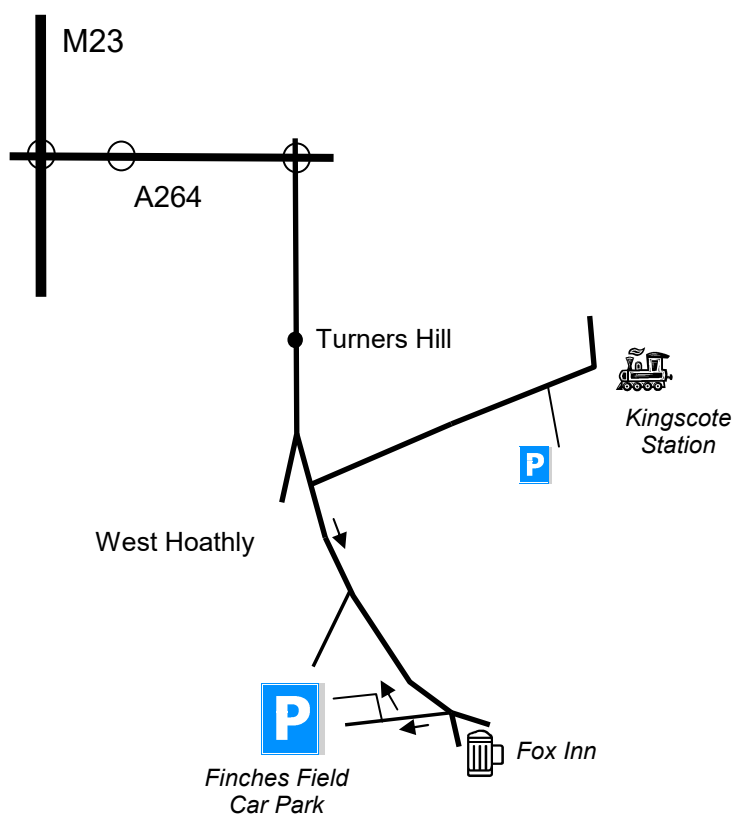 M23
A264
Turners Hill
Kingscote
Station
P
West Hoathly
P
Fox Inn
Finches Field
Car Park